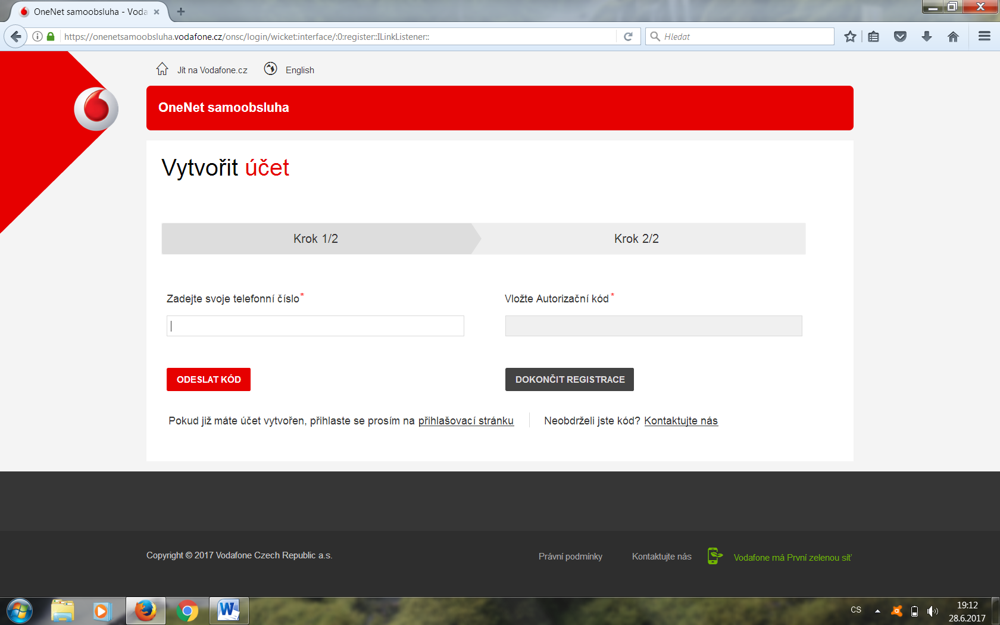 OneNet samoobsluha - Voda
https://onenetsamoobsluha.vodafone.cz/onsc/login/wicket:interface/:0:register::ILinkListener::
Hledat
Jít na Vodafone.cz
English
OneNet samoobsluha
Vytvořit účet
Krok 1/2
Krok 2/2
Zadejte svoje telefonní číslo*
Vložte Autorizační kód*
ODESLAT KÓD
DOKONČIT REGISTRACE
Pokud již máte účet vytvořen, přihlaste se prosím na přihlašovací stránku
Neobdrželi jste kód? Kontaktujte nás
Copyright © 2017 Vodafone Czech Republic a.s.
Právní podmínky
Kontaktujte nás
Vodafone má První zelenou síť
CS
19:12
28.6.2017